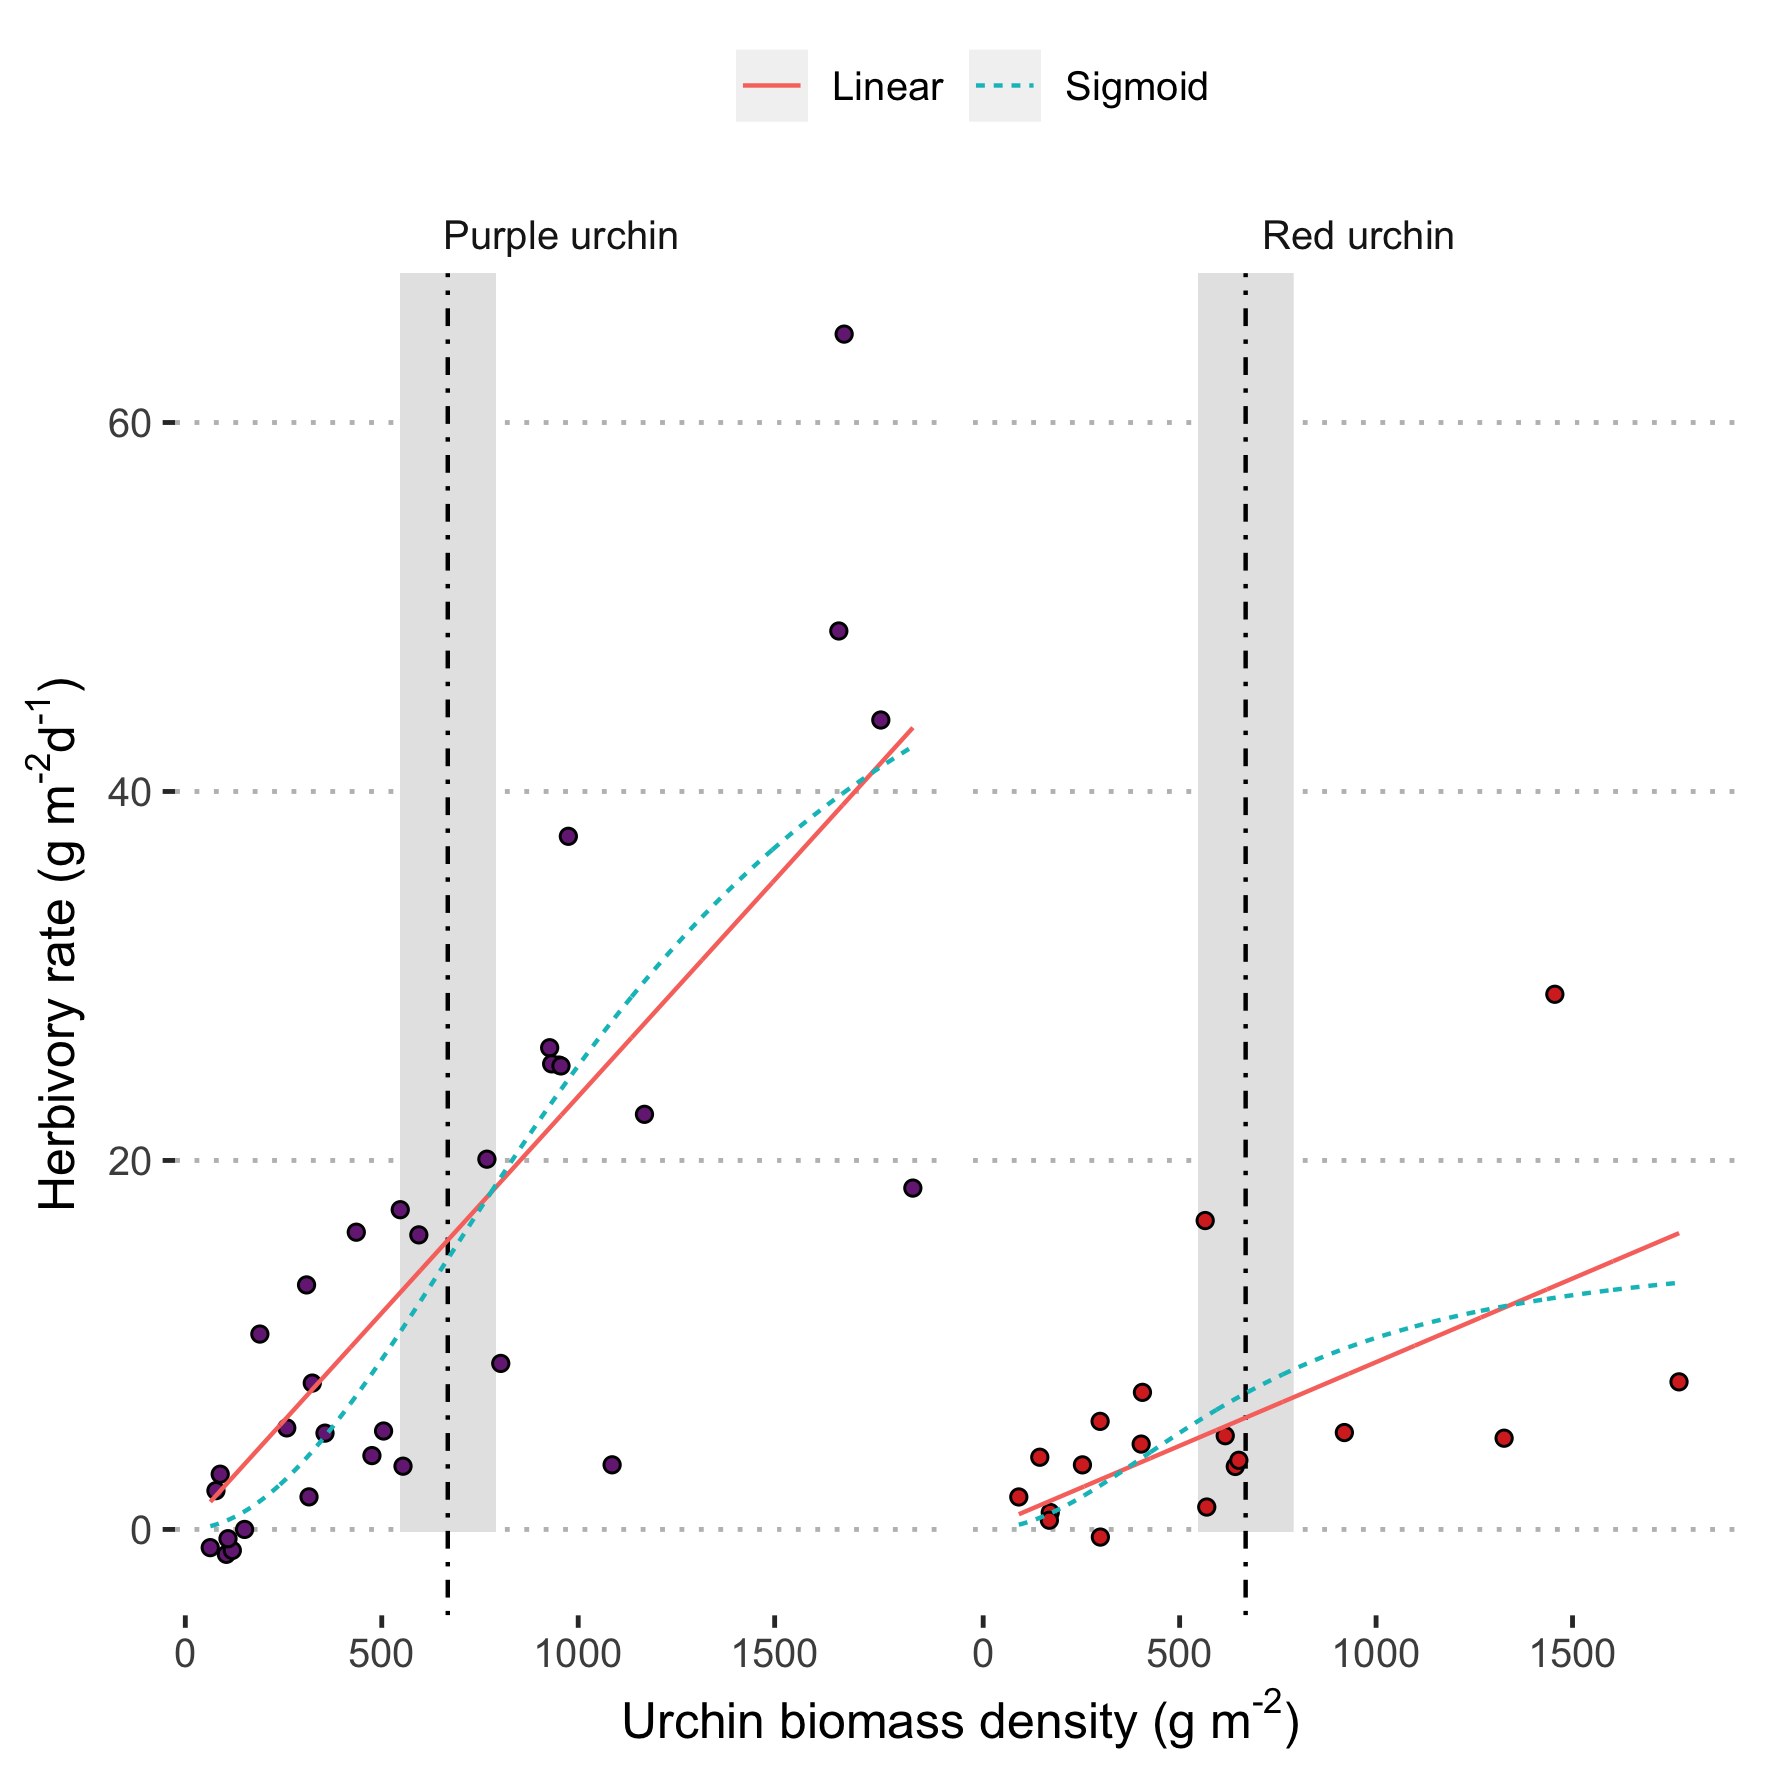 Linear Sigmoid
Purple urchin Red urchin
60
40
20
0
Herbivory rate (g m⁻²d⁻¹)
0 500 1000 1500 0 500 1000 1500
Urchin biomass density (g m⁻²)